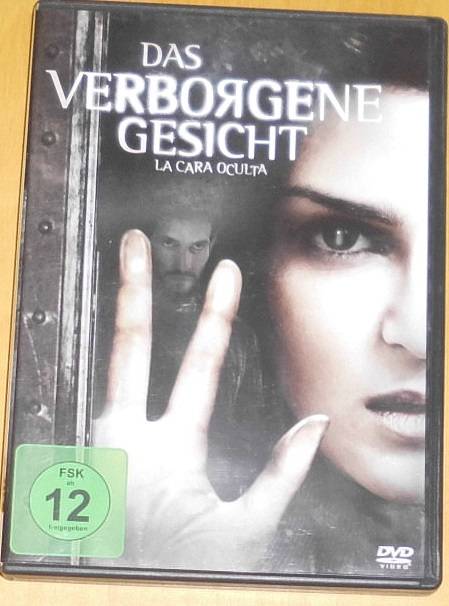 DAS
VERBORGENE
GESICHT
LA CARA OCULTA
FSK
ab
12
freigegeben
DVD
VIDEO